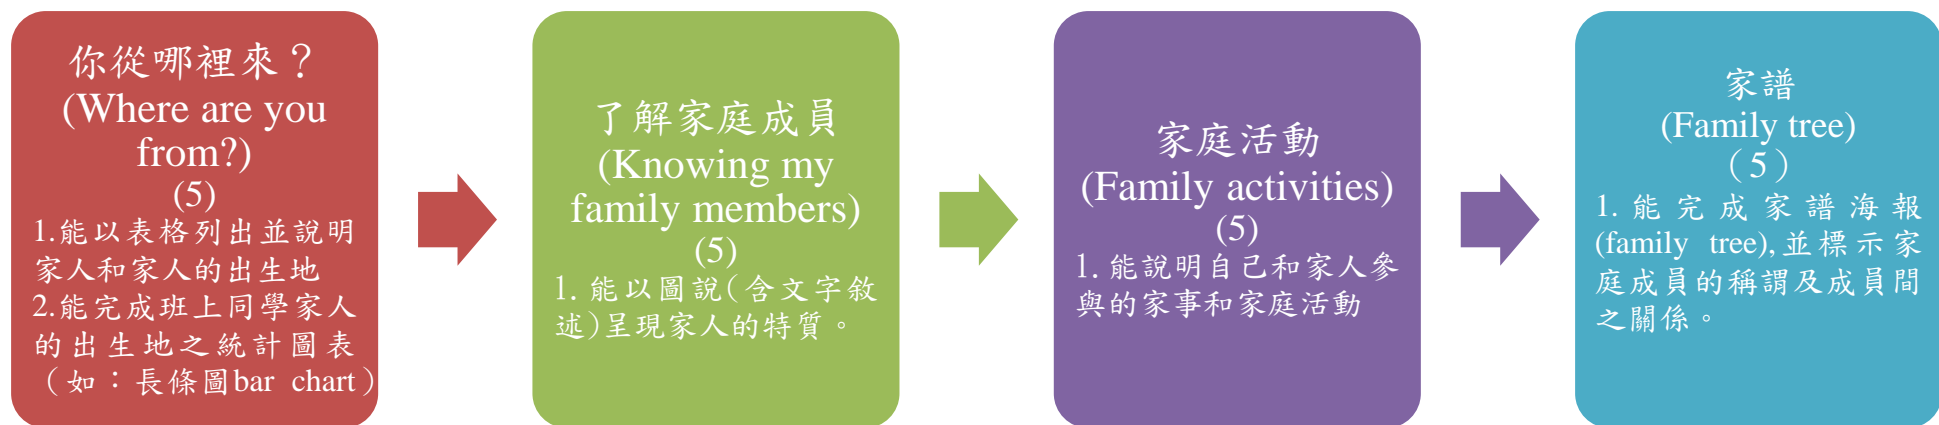 你從哪裡來？
(Where are you
from?)
(5)
1.能以表格列出並說明
家人和家人的出生地
2.能完成班上同學家人
的出生地之統計圖表
（如：長條圖bar chart）
了解家庭成員
(Knowing my
family members)
(5)
1. 能以圖說(含文字敘
述)呈現家人的特質。
家庭活動
(Family activities)
(5)
1. 能說明自己和家人參
與的家事和家庭活動
家譜
(Family tree)
（5）
1. 能完成家譜海報
(family tree),並標示家
庭成員的稱謂及成員間
之關係。